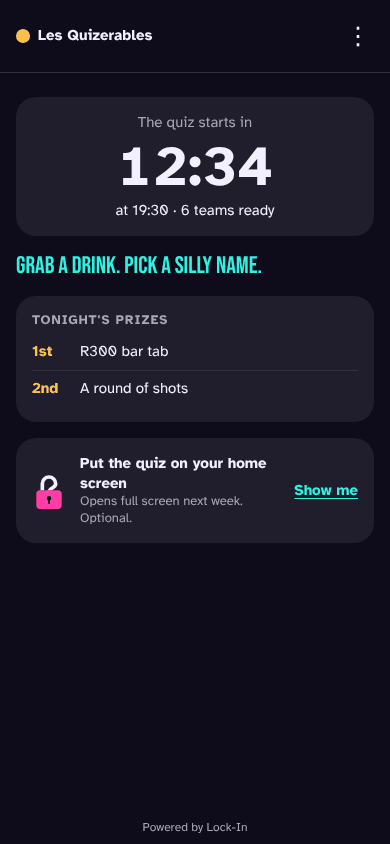 Les Quizerables
The quiz starts in
12:34
at 19:30 · 6 teams ready
GRAB A DRINK. PICK A SILLY NAME.
TONIGHT'S PRIZES
1st R300 bar tab
2nd A round of shots
Put the quiz on your home
screen
Opens full screen next week.
Optional.
Show me
Powered by Lock-In